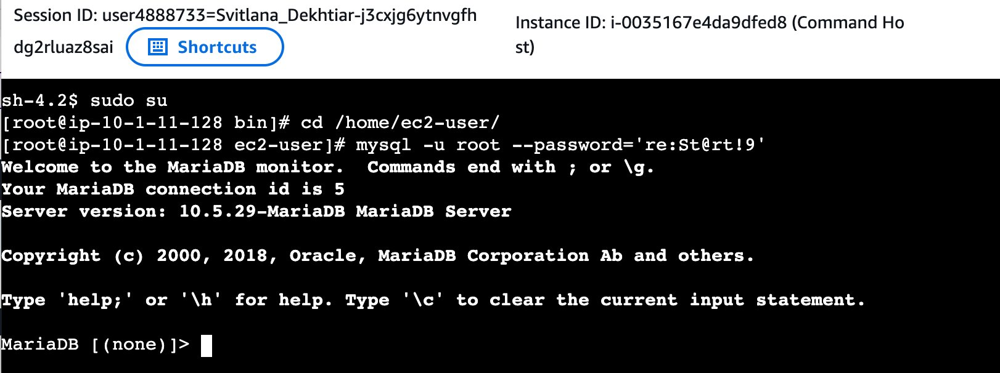 Session ID: user4888733=Svitlana_Dekhtiar-j3cxjg6ytnvgfh
dg2rluaz8sai
Shortcuts
Instance ID: i-0035167e4da9dfed8 (Command Ho
st)
sh-4.2$ sudo su
[root@ip-10-1-11-128 bin]# cd /home/ec2-user/
[root@ip-10-1-11-128 ec2-user]# mysql -u root --password='re:St@rt!9'
Welcome to the MariaDB monitor.  Commands end with ; or \g.
Your MariaDB connection id is 5
Server version: 10.5.29-MariaDB MariaDB Server
Copyright (c) 2000, 2018, Oracle, MariaDB Corporation Ab and others.
Type 'help;' or '\h' for help. Type '\c' to clear the current input statement.
MariaDB [(none)]>